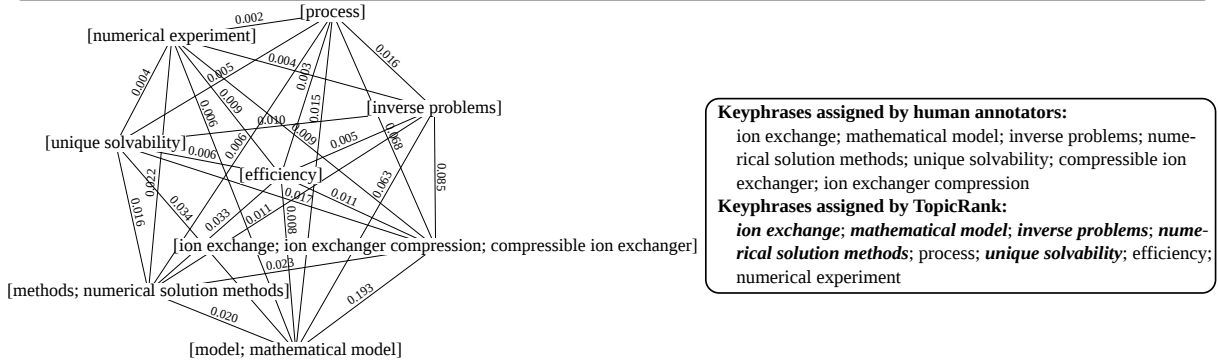 [process]
0.002
[numerical experiment]
0.004
0.016
0.005
0.003
0.004
0.009
0.015
[inverse problems]
0.010
0.006
0.006
0.009
0.005
0.068
[unique solvability]
0.006
[efficiency]
0.022
0.017
0.011
0.063
0.085
0.016
0.034
0.033
0.011
0.008
[ion exchange; ion exchanger compression; compressible ion exchanger]
0.023
[methods; numerical solution methods]
0.020
0.193
[model; mathematical model]
Keyphrases assigned by human annotators:
ion exchange; mathematical model; inverse problems; nume-
rical solution methods; unique solvability; compressible ion
exchanger; ion exchanger compression
Keyphrases assigned by TopicRank:
ion exchange; mathematical model; inverse problems; nume-
rical solution methods; process; unique solvability; efficiency;
numerical experiment